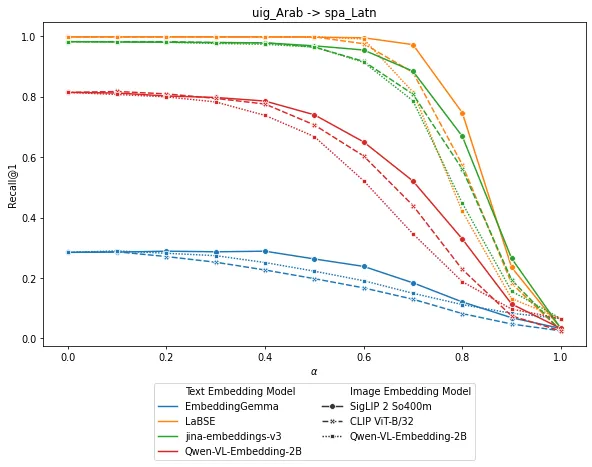 uig_Arab -> spa_Latn
1.0
0.8
0.6
0.4
0.2
0.0
Recall@1
0.0 0.2 0.4 0.6 0.8 1.0
α
Text Embedding Model Image Embedding Model
EmbeddingGemma SigLIP 2 So400m
LaBSE CLIP ViT-B/32
jina-embeddings-v3 Qwen-VL-Embedding-2B
Qwen-VL-Embedding-2B